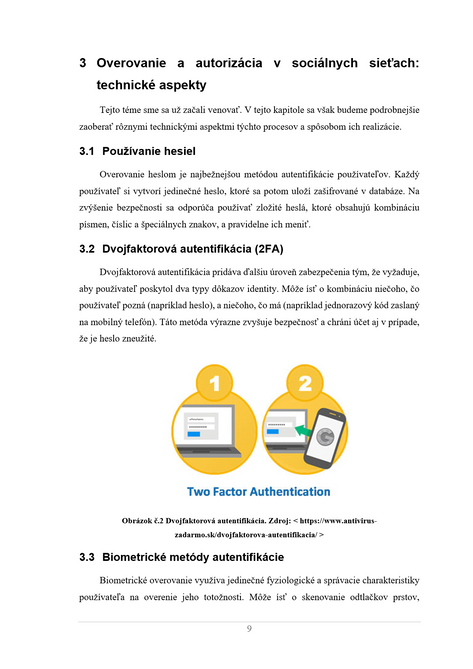 3 Overovanie a autorizácia v sociálnych sieťach:
technické aspekty
Tejto téme sme sa už začali venovať. V tejto kapitole sa však budeme podrobnejšie
zaoberať rôznymi technickými aspektmi týchto procesov a spôsobom ich realizácie.
3.1 Používanie hesiel
Overovanie heslom je najbežnejšou metódou autentifikácie používateľov. Každý
používateľ si vytvorí jedinečné heslo, ktoré sa potom uloží zašifrované v databáze. Na
zvýšenie bezpečnosti sa odporúča používať zložité heslá, ktoré obsahujú kombináciu
písmen, číslic a špeciálnych znakov, a pravidelne ich meniť.
3.2 Dvojfaktorová autentifikácia (2FA)
Dvojfaktorová autentifikácia pridáva ďalšiu úroveň zabezpečenia tým, že vyžaduje,
aby používateľ poskytol dva typy dôkazov identity. Môže ísť o kombináciu niečoho, čo
používateľ pozná (napríklad heslo), a niečoho, čo má (napríklad jednorazový kód zaslaný
na mobilný telefón). Táto metóda výrazne zvyšuje bezpečnosť a chráni účet aj v prípade,
že je heslo zneužité.
1 2
Two Factor Authentication
Obrázok č.2 Dvojfaktorová autentifikácia. Zdroj: < https://www.antivirus-
zadarmo.sk/dvojfaktorova-autentifikacia/ >
3.3 Biometrické metódy autentifikácie
Biometrické overovanie využíva jedinečné fyziologické a správacie charakteristiky
používateľa na overenie jeho totožnosti. Môže ísť o skenovanie odtlačkov prstov,
9